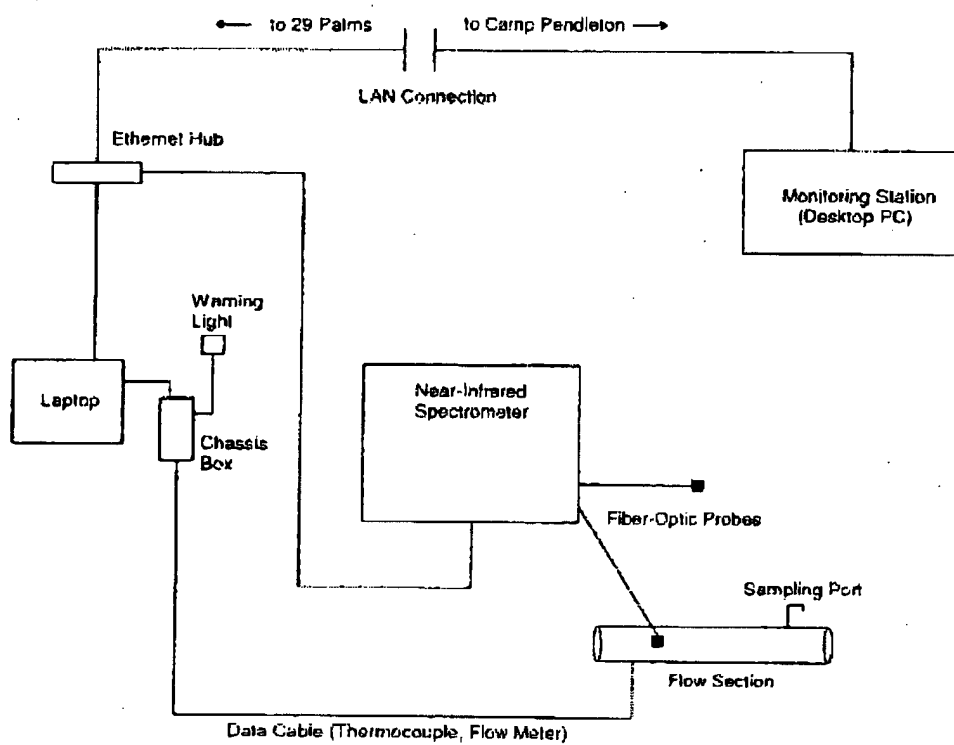 to 29 Palms
to Camp Pendleton
LAN Connection
Ethernet Hub
Monitoring Station
(Desktop PC)
Warning
Light
Laptop
Near-Infrared
Spectrometer
Chassis
Box
Fiber-Optic Probes
Sampling Port
Flow Section
Data Cable (Thermocouple, Flow Meter)